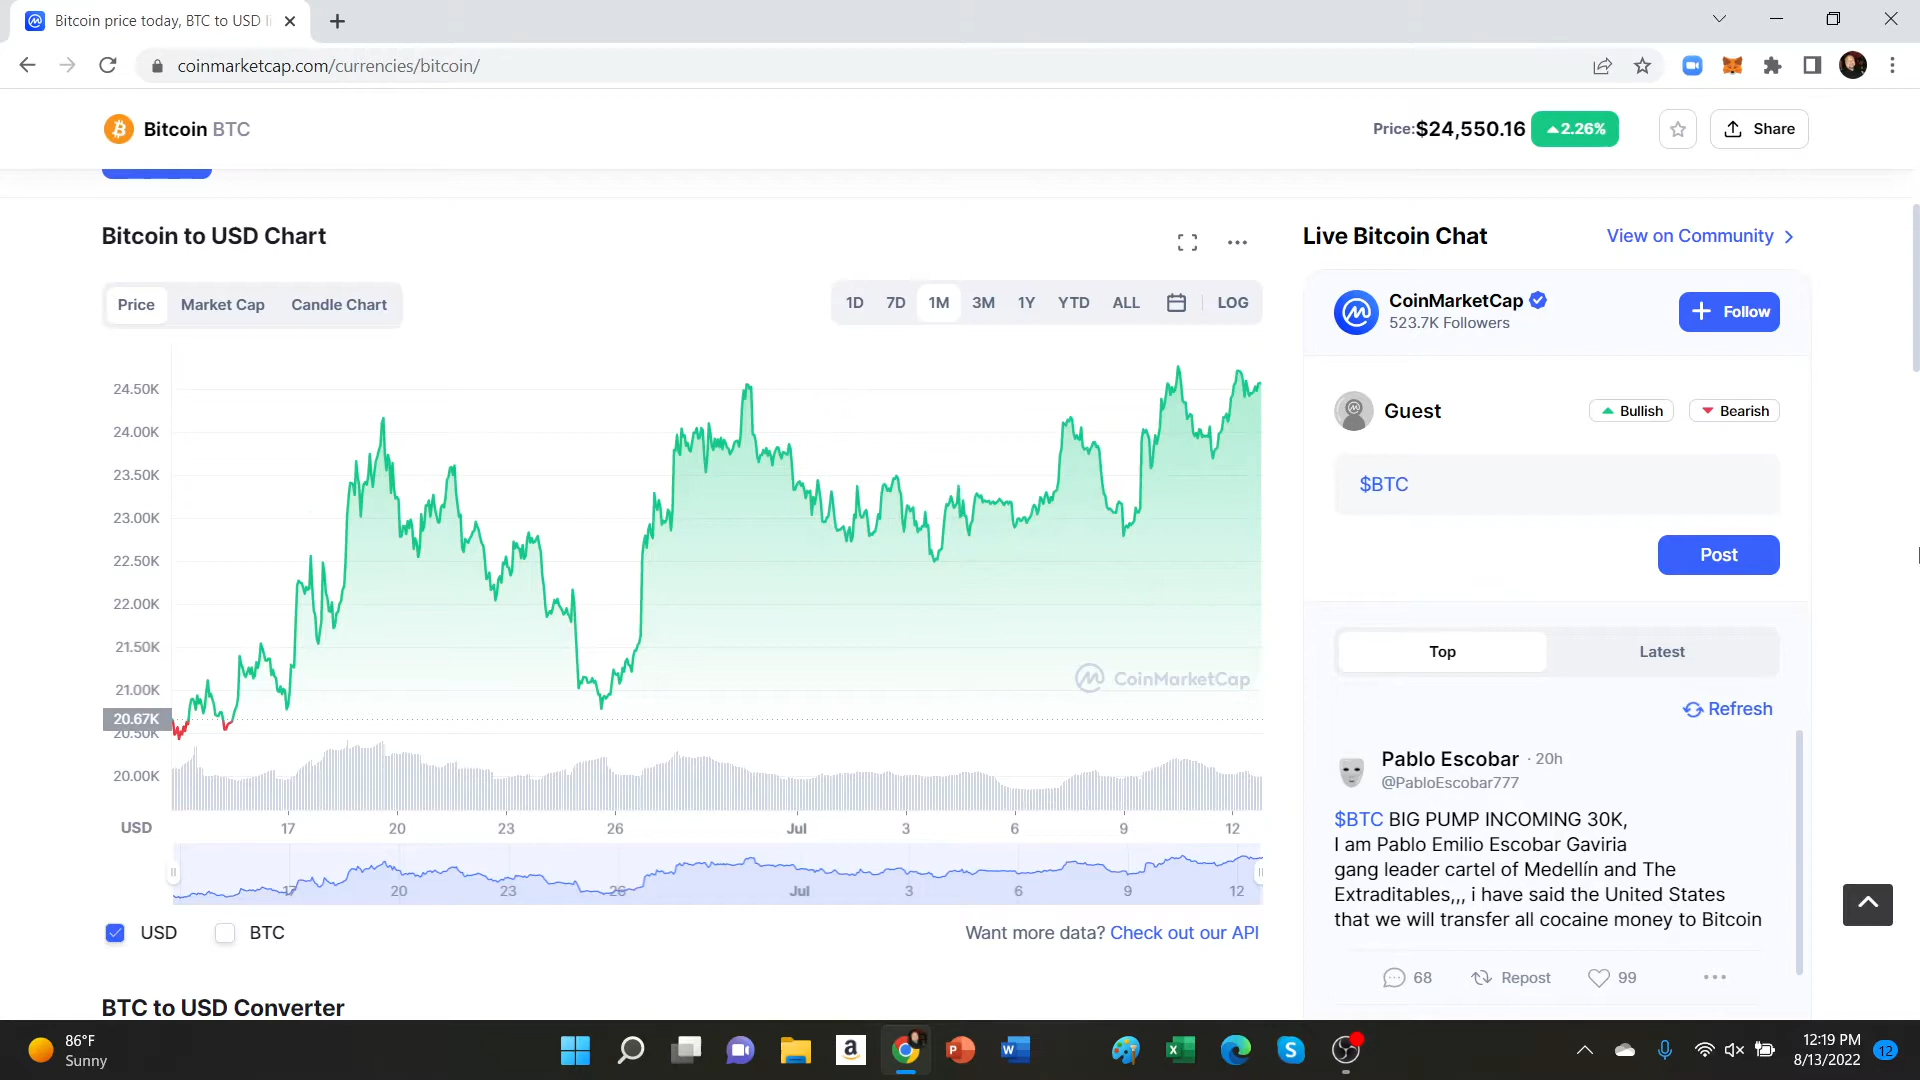 Bitcoin price today, BTC to USD li
coinmarketcap.com/currencies/bitcoin/
Bitcoin BTC
Price:$24,550.16
2.26%
Share
Bitcoin to USD Chart
Price
Market Cap
Candle Chart
1D
7D
1M
3M
1Y
YTD
ALL
LOG
24.50K
24.00K
23.50K
23.00K
22.50K
22.00K
21.50K
21.00K
20.67K
20.50K
20.00K
CoinMarketCap
USD
17
20
23
26
Jul
3
6
9
12
17
20
23
26
Jul
3
6
9
12
USD
BTC
Want more data? Check out our API
BTC to USD Converter
Live Bitcoin Chat
View on Community
CoinMarketCap
523.7K Followers
Follow
Guest
Bullish
Bearish
$BTC
Post
Top
Latest
Refresh
Pablo Escobar · 20h
@PabloEscobar777
$BTC BIG PUMP INCOMING 30K,
I am Pablo Emilio Escobar Gaviria
gang leader cartel of Medellín and The
Extraditables,,, i have said the United States
that we will transfer all cocaine money to Bitcoin
68
Repost
99
86°F
Sunny
a
P
W
X
S
12:19 PM
8/13/2022
12